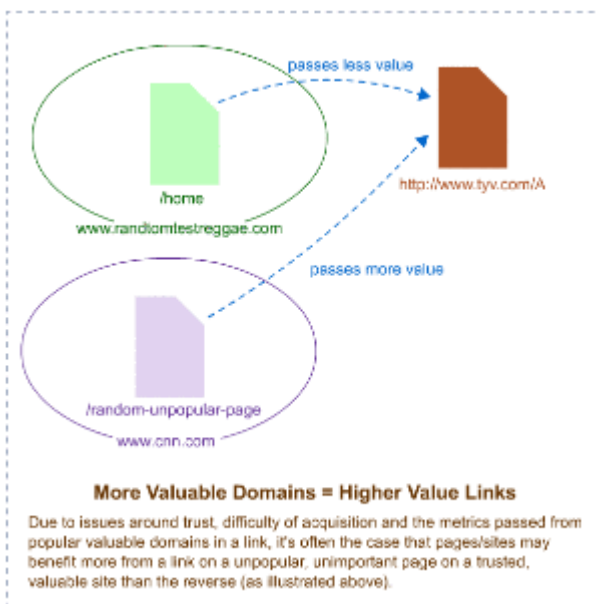 passes less value
/home
http://www.tyv.com/A
www.randtomtestreggae.com
passes more value
/random-unpopular-page
www.cnn.com
More Valuable Domains = Higher Value Links
Due to issues around trust, difficulty of acquisition and the metrics passed from
popular valuable domains in a link, it's often the case that pages/sites may
benefit more from a link on a unpopular, unimportant page on a trusted,
valuable site than the reverse (as illustrated above).